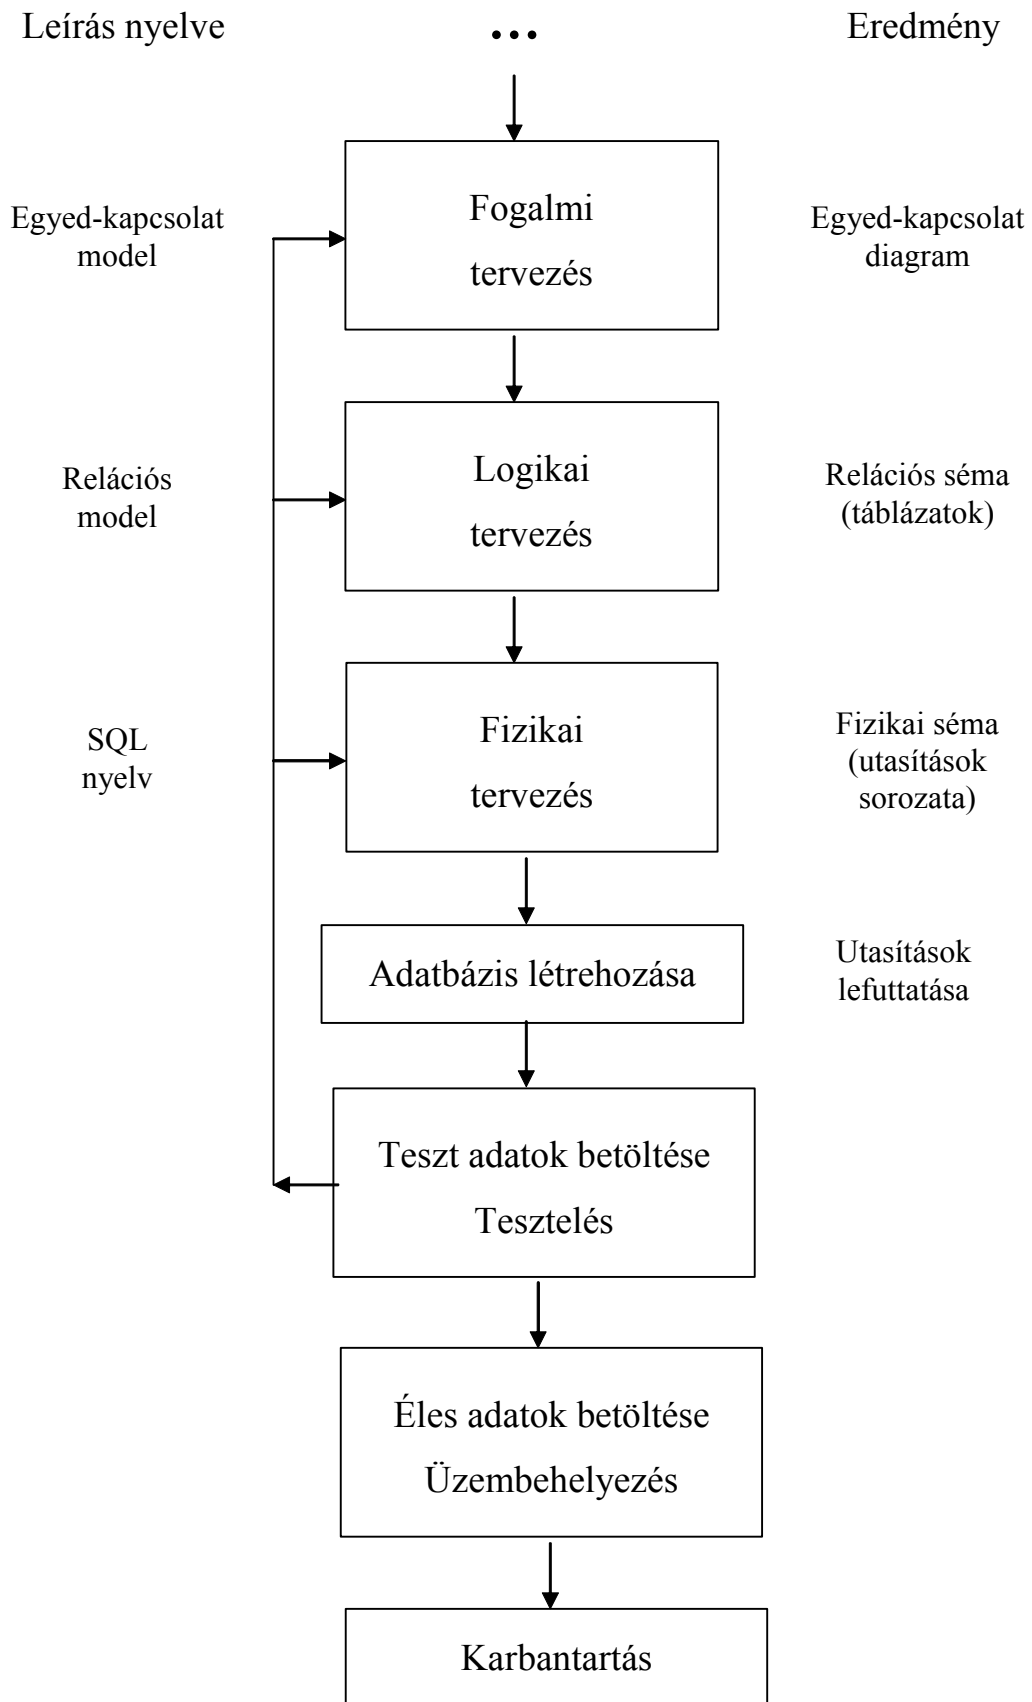 Leírás nyelve
...
Eredmény
Fogalmi
tervezés
Egyed-kapcsolat
model
Egyed-kapcsolat
diagram
Logikai
tervezés
Relációs
model
Relációs séma
(táblázatok)
Fizikai
tervezés
SQL
nyelv
Fizikai séma
(utasítások
sorozata)
Adatbázis létrehozása
Utasítások
lefuttatása
Teszt adatok betöltése
Tesztelés
Éles adatok betöltése
Üzembehelyezés
Karbantartás